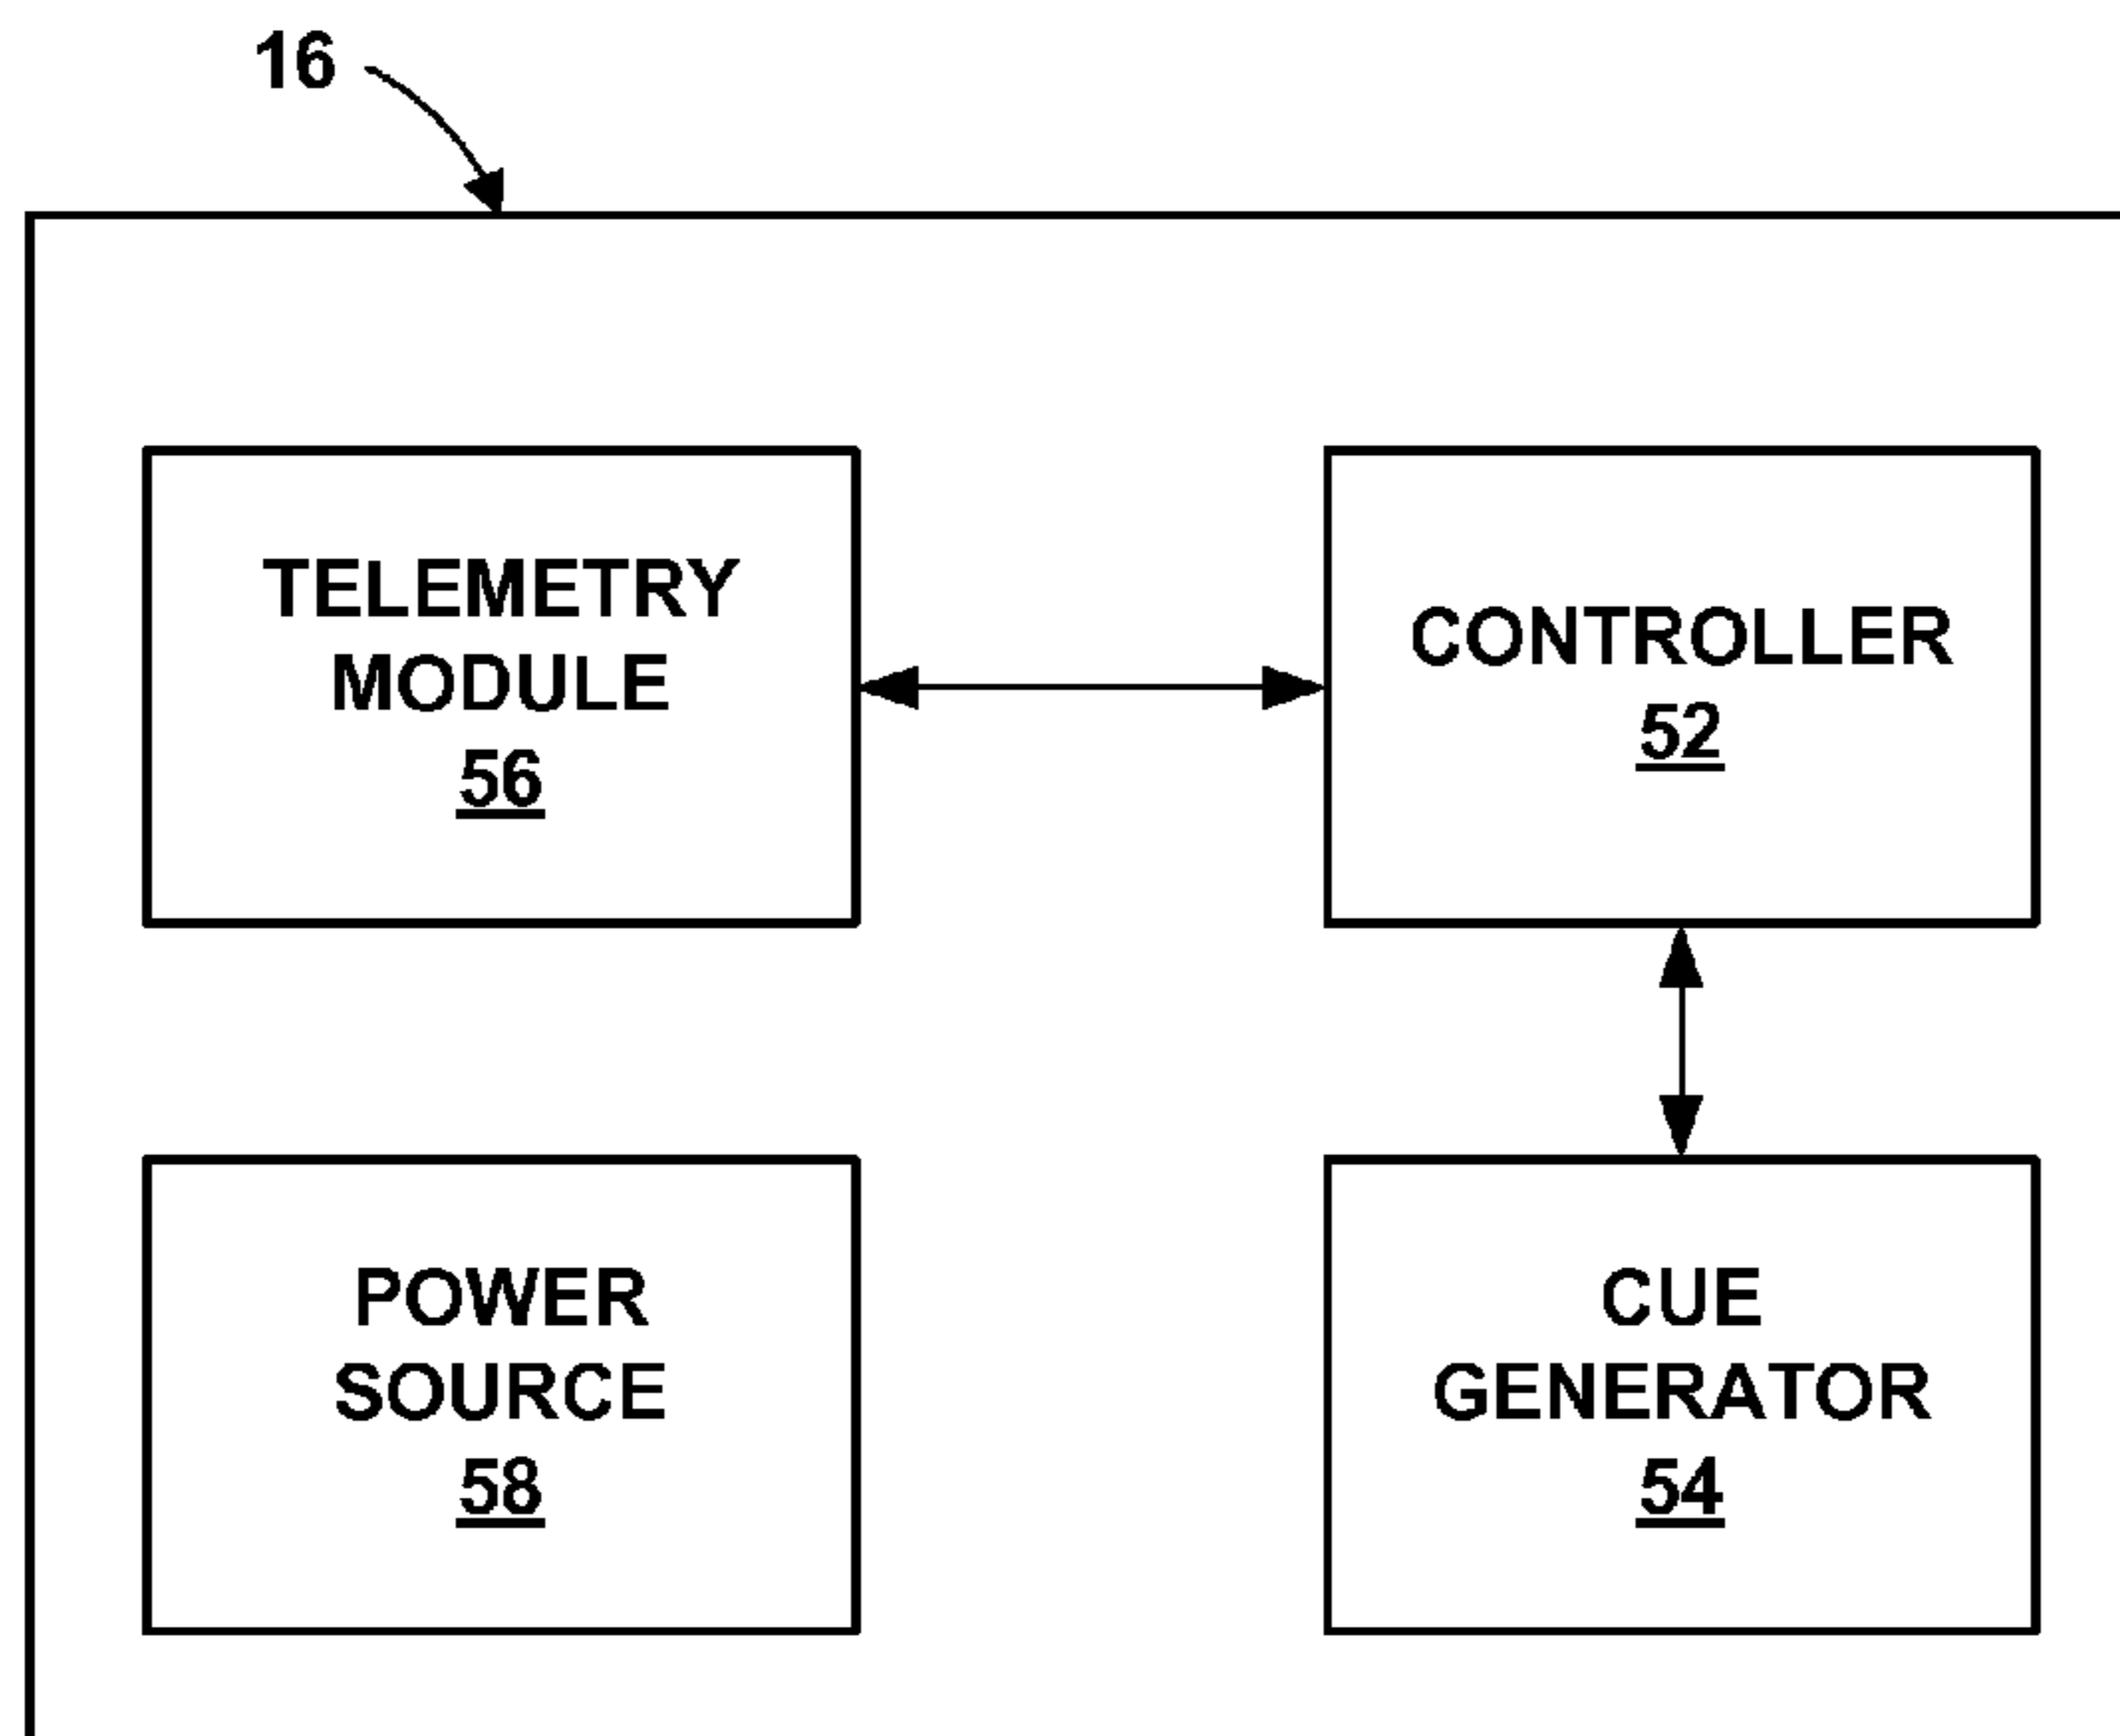 16
TELEMETRY
MODULE
56
CONTROLLER
52
POWER
SOURCE
58
CUE
GENERATOR
54